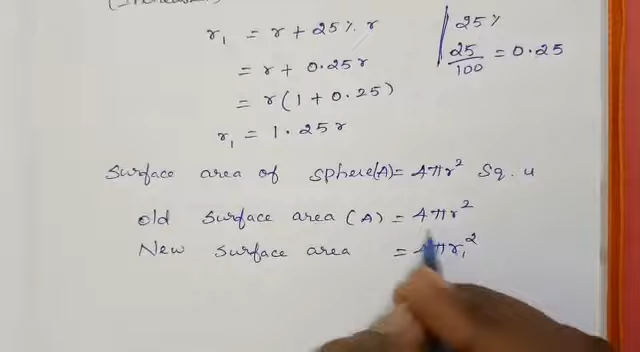 r₁ = r + 25% r
= r + 0.25r
= r(1 + 0.25)
r₁ = 1.25r
25%
25/100 = 0.25
Surface area of sphere(A) = 4πr² sq. u
old surface area (A) = 4πr²
New surface area = 4πr₁²